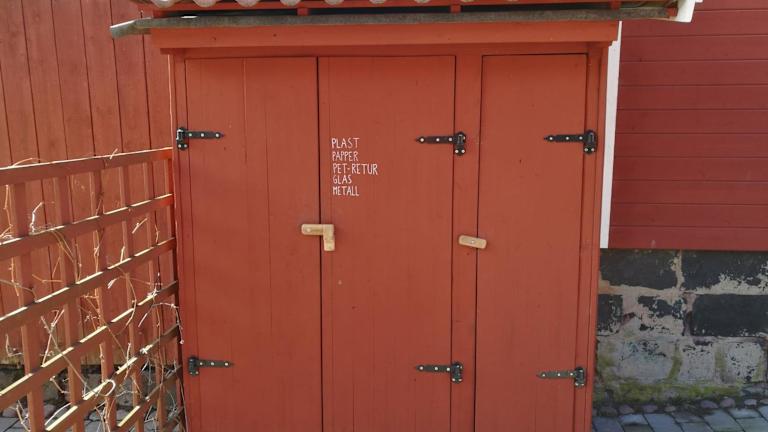 PLAST
PAPPER
PET-RETUR
GLAS
METALL